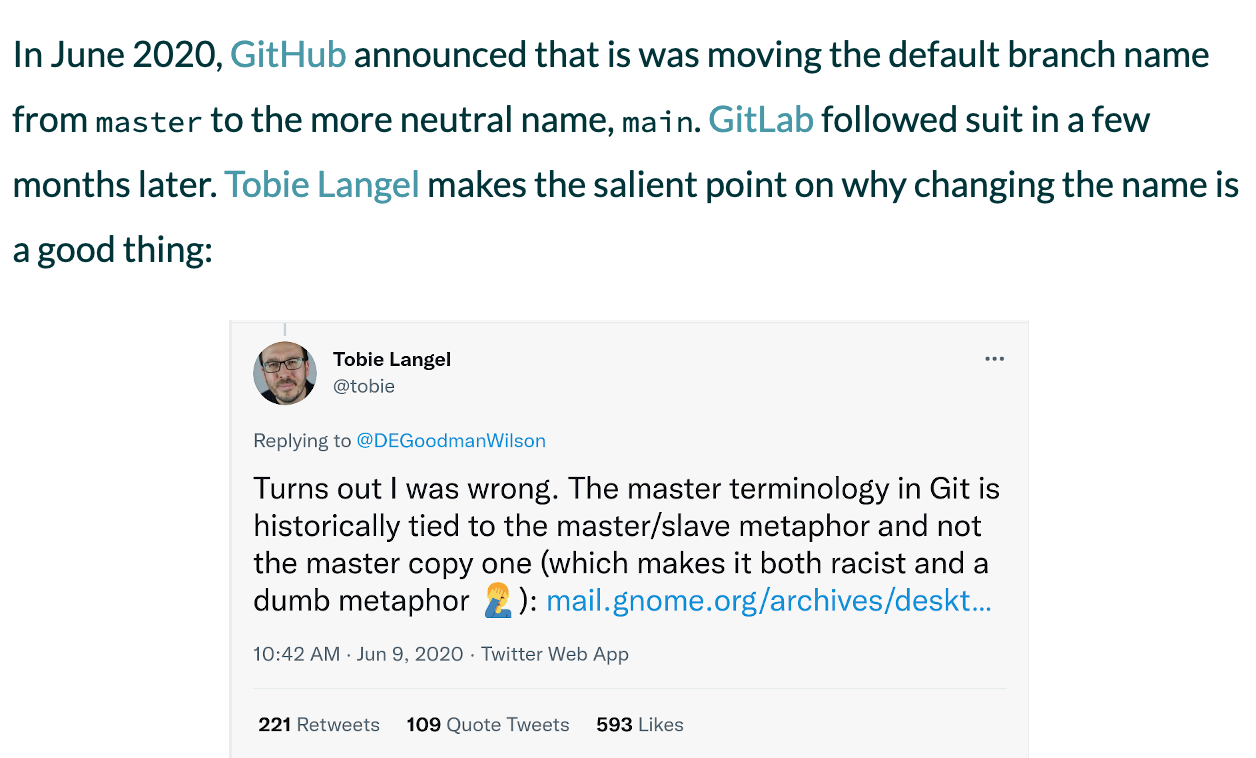 In June 2020, GitHub announced that is was moving the default branch name
from master to the more neutral name, main. GitLab followed suit in a few
months later. Tobie Langel makes the salient point on why changing the name is
a good thing:
Tobie Langel
@tobie
Replying to @DEGoodmanWilson
Turns out I was wrong. The master terminology in Git is
historically tied to the master/slave metaphor and not
the master copy one (which makes it both racist and a
dumb metaphor 🤦‍♂️): mail.gnome.org/archives/deskt...
10:42 AM · Jun 9, 2020 · Twitter Web App
221 Retweets 109 Quote Tweets 593 Likes